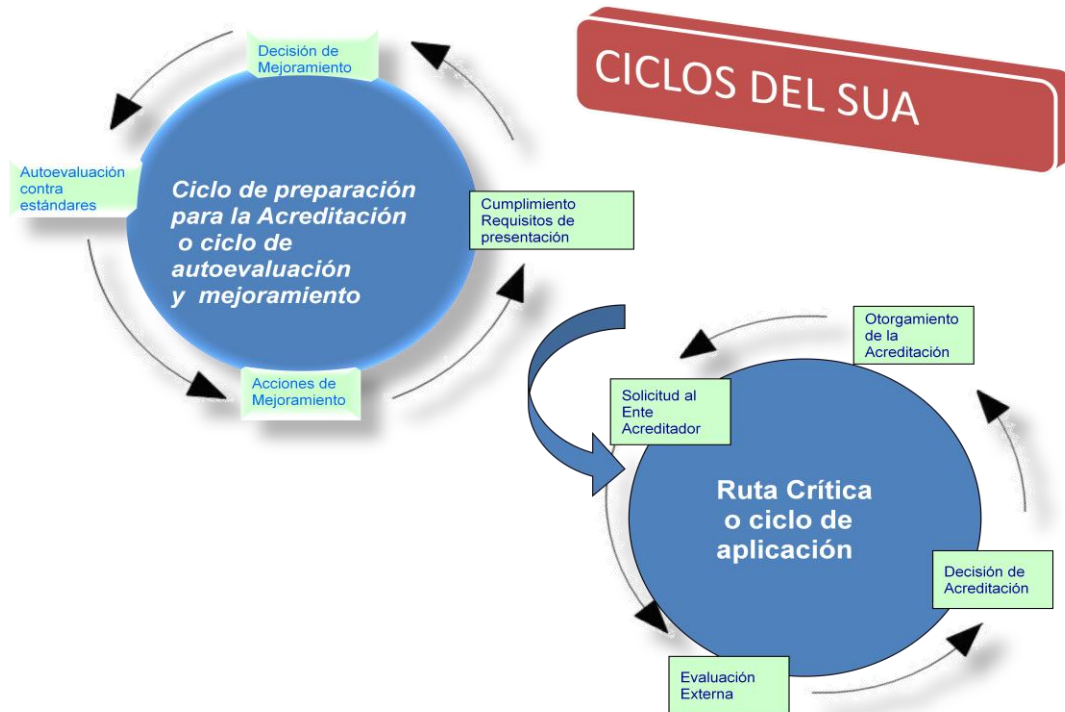 CICLOS DEL SUA
Decisión de
Mejoramiento
Autoevaluación
contra
estándares
Ciclo de preparación
para la Acreditación
o ciclo de
autoevaluación
y mejoramiento
Cumplimiento
Requisitos de
presentación
Acciones de
Mejoramiento
Otorgamiento
de la
Acreditación
Solicitud al
Ente
Acreditador
Ruta Crítica
o ciclo de
aplicación
Decisión de
Acreditación
Evaluación
Externa